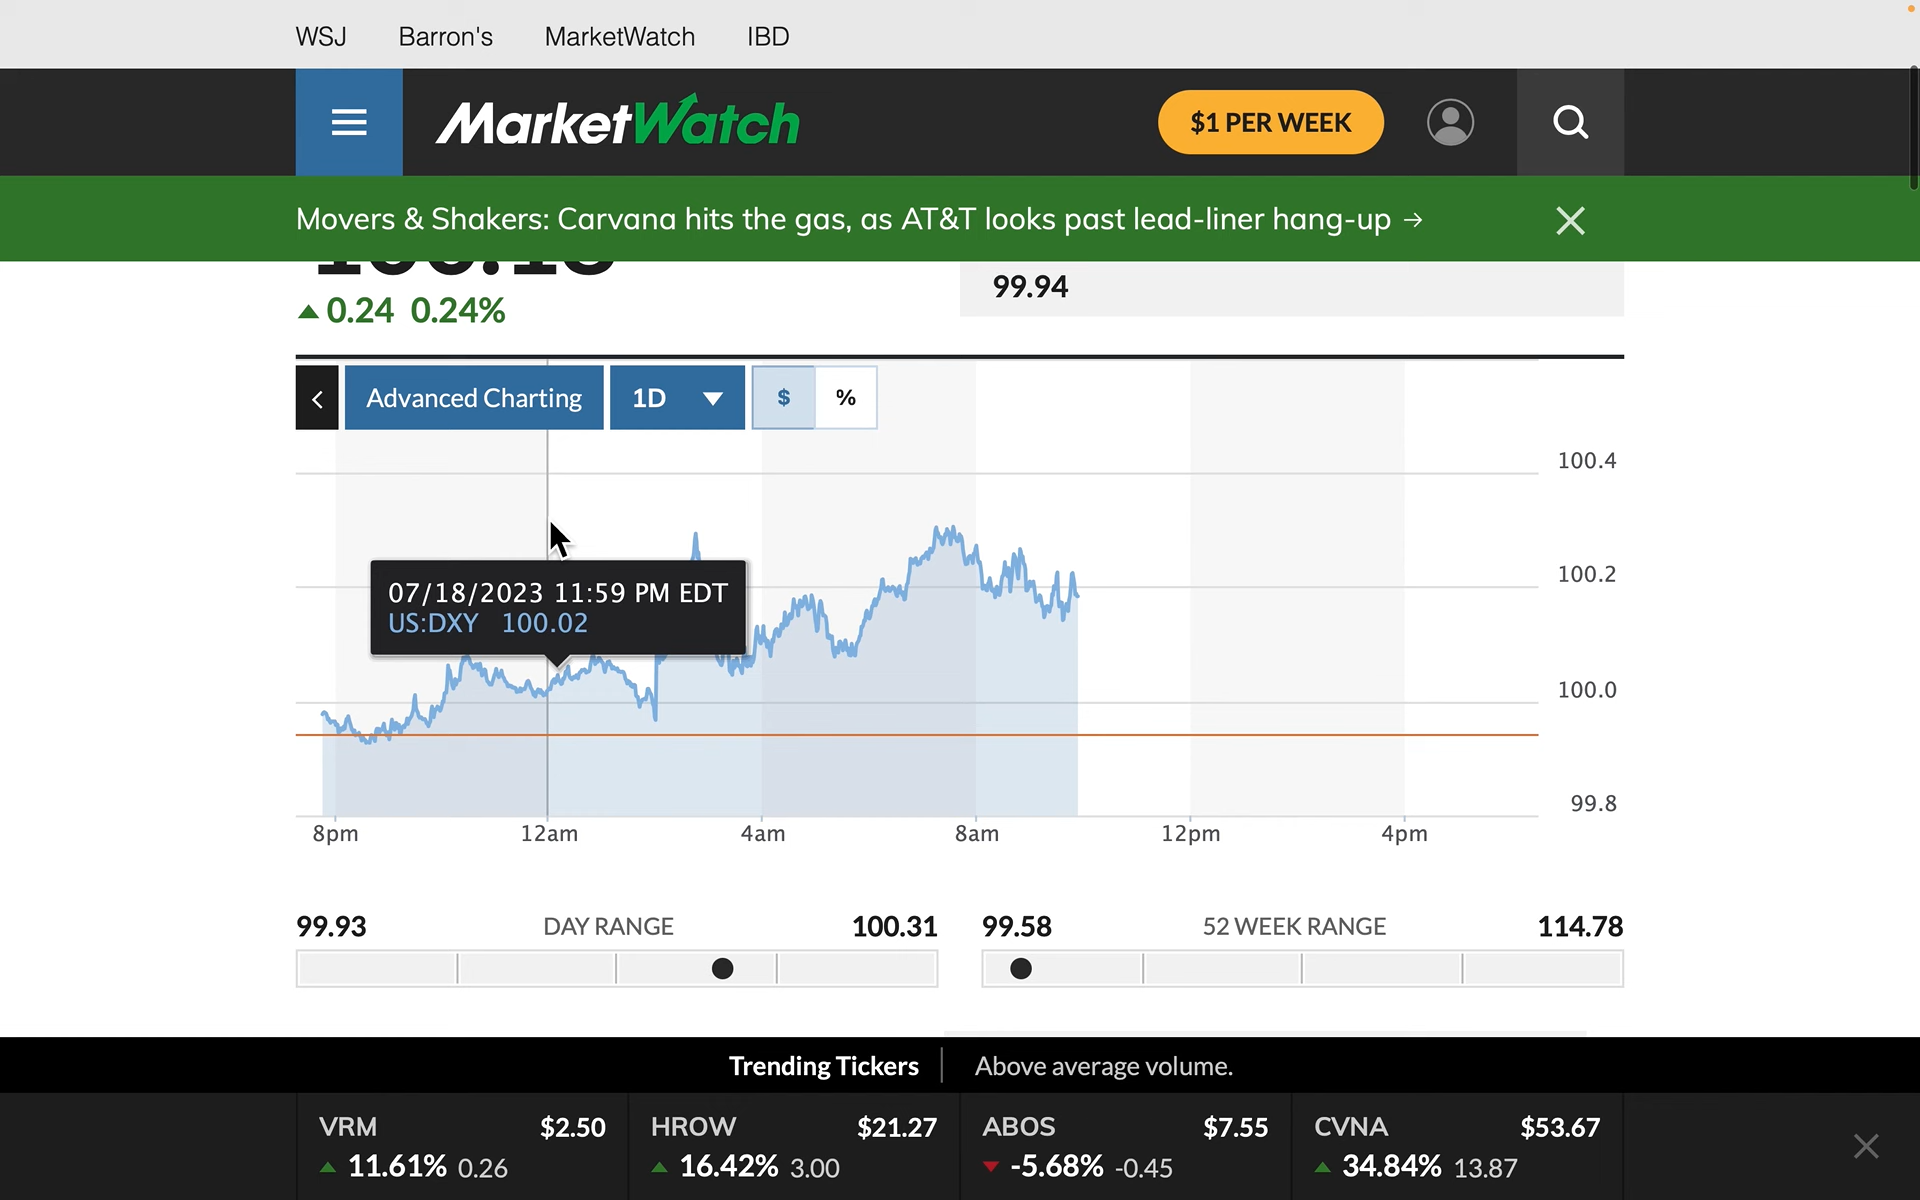 WSJ Barron's MarketWatch IBD
MarketWatch $1 PER WEEK
Movers & Shakers: Carvana hits the gas, as AT&T looks past lead-liner hang-up →
99.94
0.24 0.24%
Advanced Charting 1D $ %
100.4
100.2
07/18/2023 11:59 PM EDT
US:DXY 100.02
100.0
99.8
8pm 12am 4am 8am 12pm 4pm
99.93 DAY RANGE 100.31 99.58 52 WEEK RANGE 114.78
Trending Tickers Above average volume.
VRM $2.50 HROW $21.27 ABOS $7.55 CVNA $53.67
11.61% 0.26 16.42% 3.00 -5.68% -0.45 34.84% 13.87